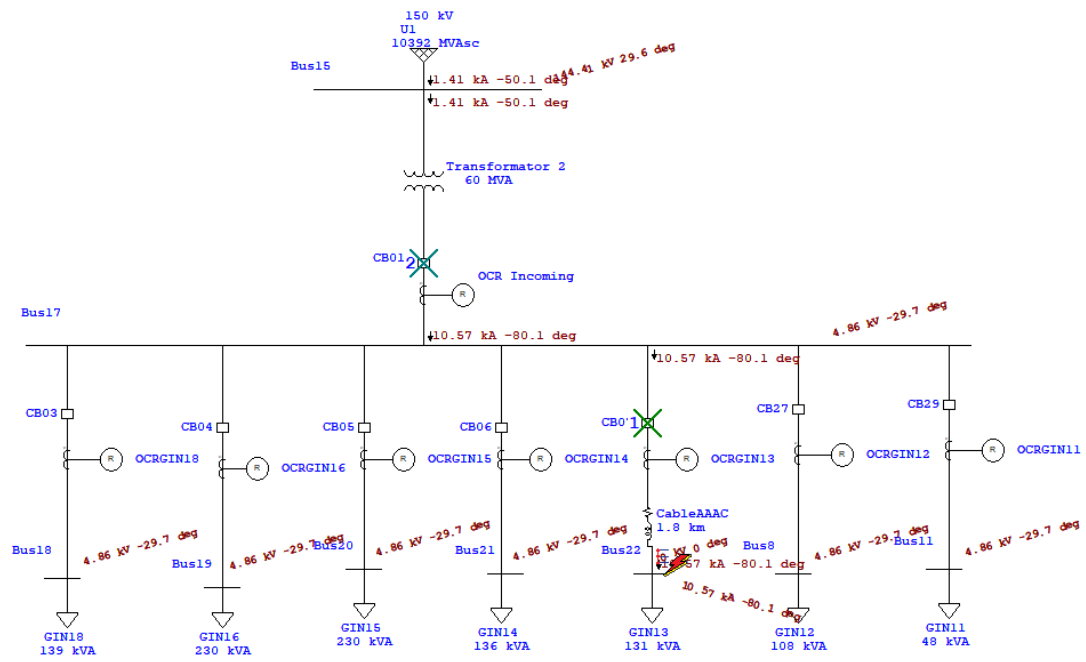 150 kV
U1
10392 MVAsc
Bus15
144.41 kV 29.6 deg
1.41 kA -50.1 deg
1.41 kA -50.1 deg
Transformator 2
60 MVA
CB01
2
OCR Incoming
R
Bus17
10.57 kA -80.1 deg
4.86 kV -29.7 deg
10.57 kA -80.1 deg
CB03
CB04
CB05
CB06
CB0
1
CB27
CB29
R
OCRGIN18
R
OCRGIN16
R
OCRGIN15
R
OCRGIN14
R
OCRGIN13
R
OCRGIN12
R
OCRGIN11
CableAAAC
1.8 km
Bus18
4.86 kV -29.7 deg
Bus19
4.86 kV -29.7 deg
Bus20
4.86 kV -29.7 deg
Bus21
4.86 kV -29.7 deg
Bus22
kV 0 deg
10.57 kA -80.1 deg
10.57 kA -80.1 deg
Bus8
4.86 kV -29.7 deg
Bus11
4.86 kV -29.7 deg
GIN18
139 kVA
GIN16
230 kVA
GIN15
230 kVA
GIN14
136 kVA
GIN13
131 kVA
GIN12
108 kVA
GIN11
48 kVA